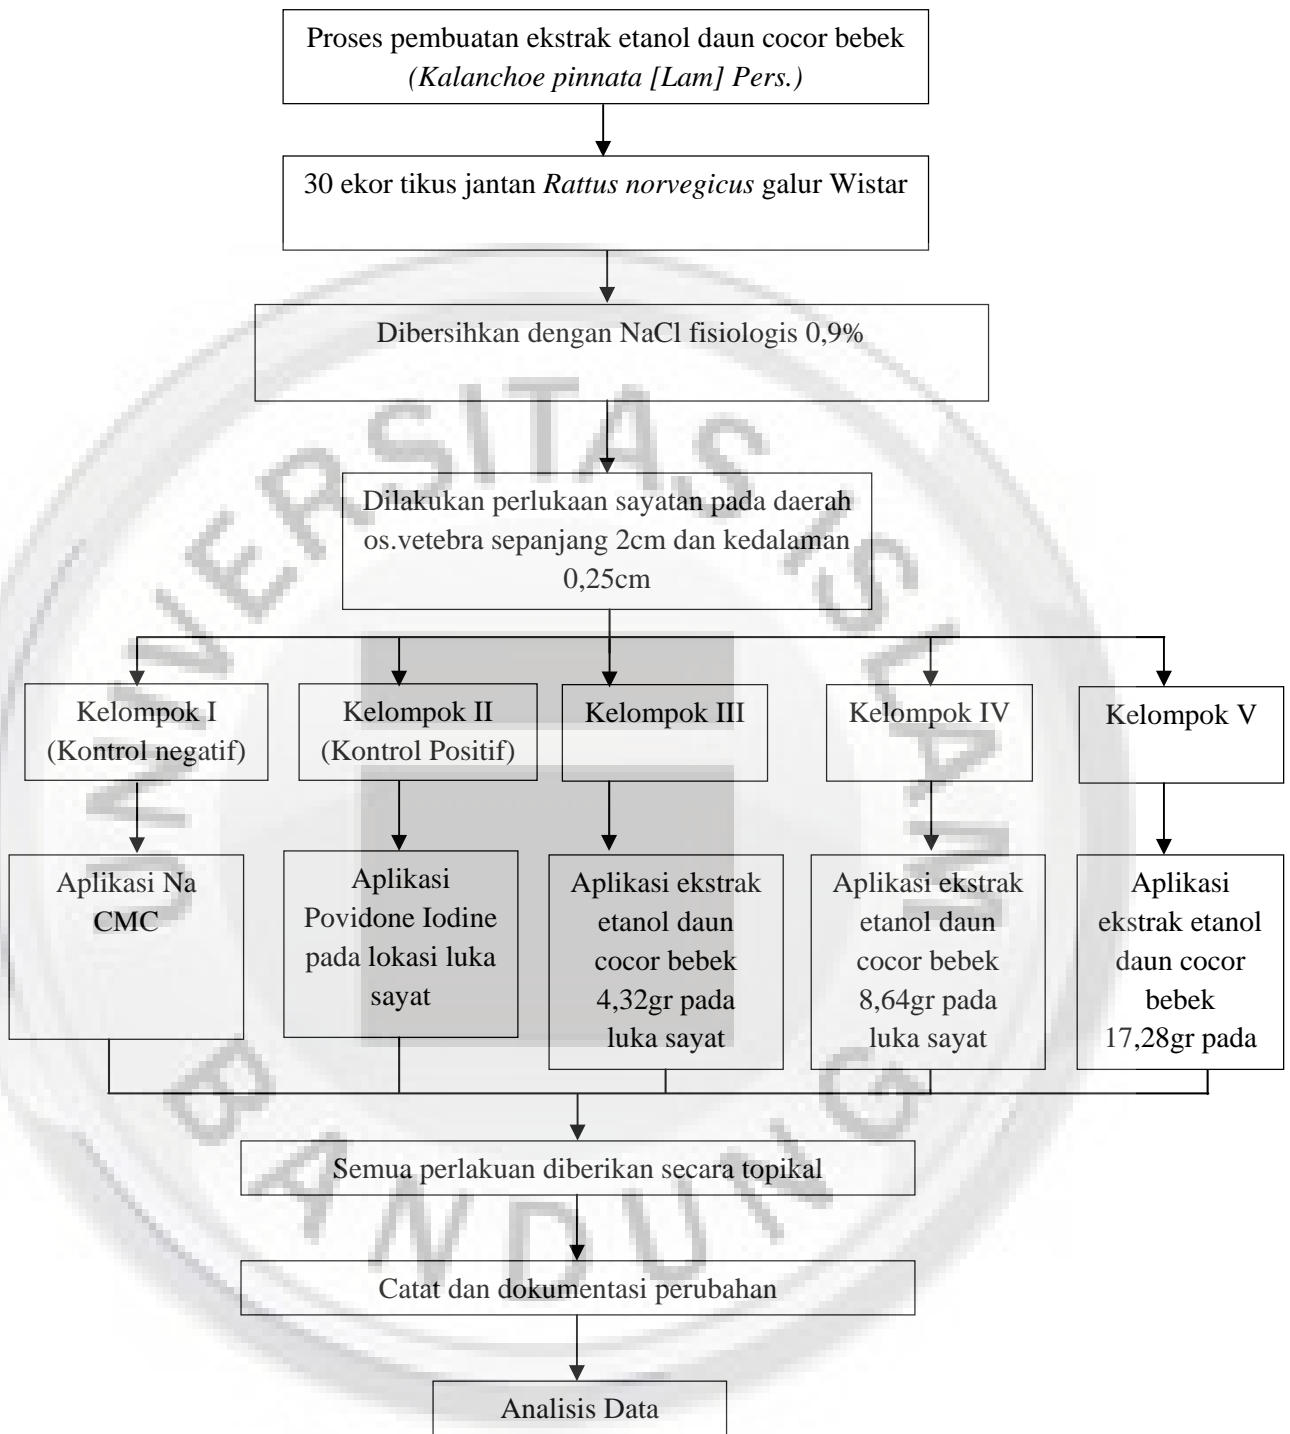 Proses pembuatan ekstrak etanol daun cocor bebek
(Kalanchoe pinnata [Lam] Pers.)
30 ekor tikus jantan Rattus norvegicus galur Wistar
Dibersihkan dengan NaCl fisiologis 0,9%
Dilakukan perlukaan sayatan pada daerah
os.vetebra sepanjang 2cm dan kedalaman
0,25cm
Kelompok I
(Kontrol negatif)
Kelompok II
(Kontrol Positif)
Kelompok III
Kelompok IV
Kelompok V
Aplikasi Na
CMC
Aplikasi
Povidone Iodine
pada lokasi luka
sayat
Aplikasi ekstrak
etanol daun
cocor bebek
4,32gr pada
luka sayat
Aplikasi ekstrak
etanol daun
cocor bebek
8,64gr pada
luka sayat
Aplikasi
ekstrak etanol
daun cocor
bebek
17,28gr pada
Semua perlakuan diberikan secara topikal
Catat dan dokumentasi perubahan
Analisis Data
UNIVERSITAS ISLAM
BANDUNG